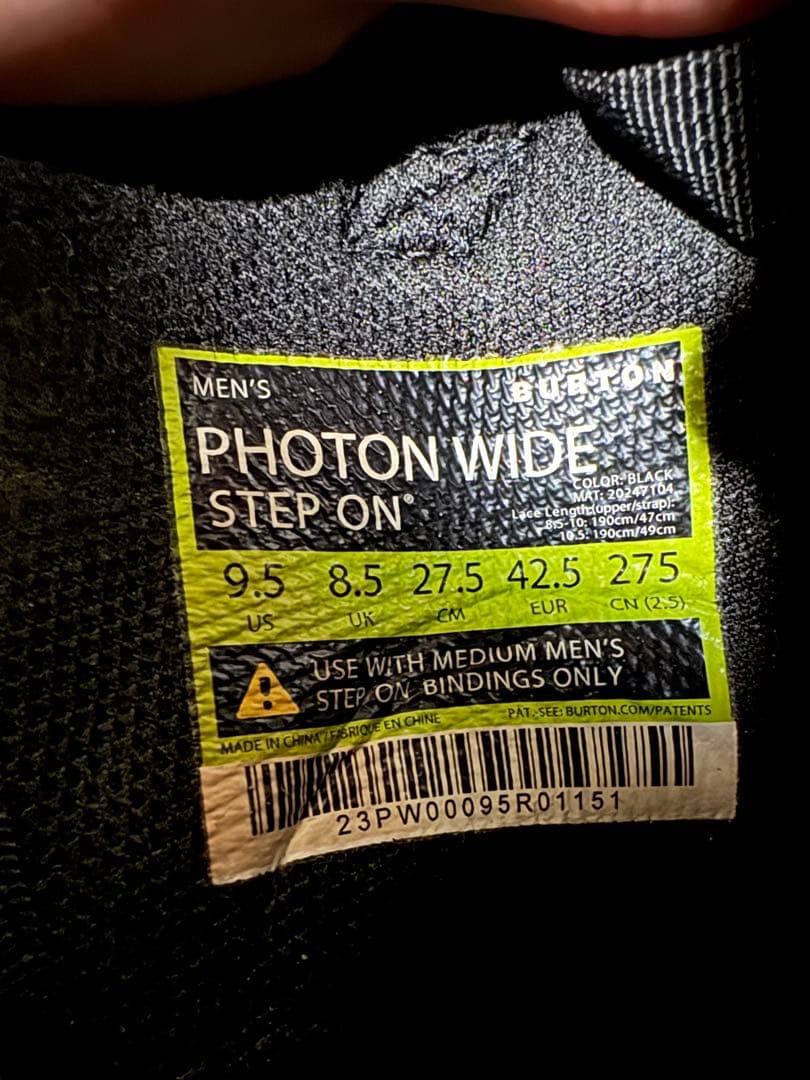 MEN'S
BURTON
PHOTON WIDE
STEP ON®
COLOR: BLACK
MAT: 20247104
Lace Length(upper/strap):
8.5-10: 190cm/47cm
10.5: 190cm/49cm
9.5 8.5 27.5 42.5 275
US UK CM EUR CN (2.5)
USE WITH MEDIUM MEN'S
STEP ON BINDINGS ONLY
MADE IN CHINA / FABRIQUE EN CHINE
PAT.-SEE: BURTON.COM/PATENTS
23PW00095R01151